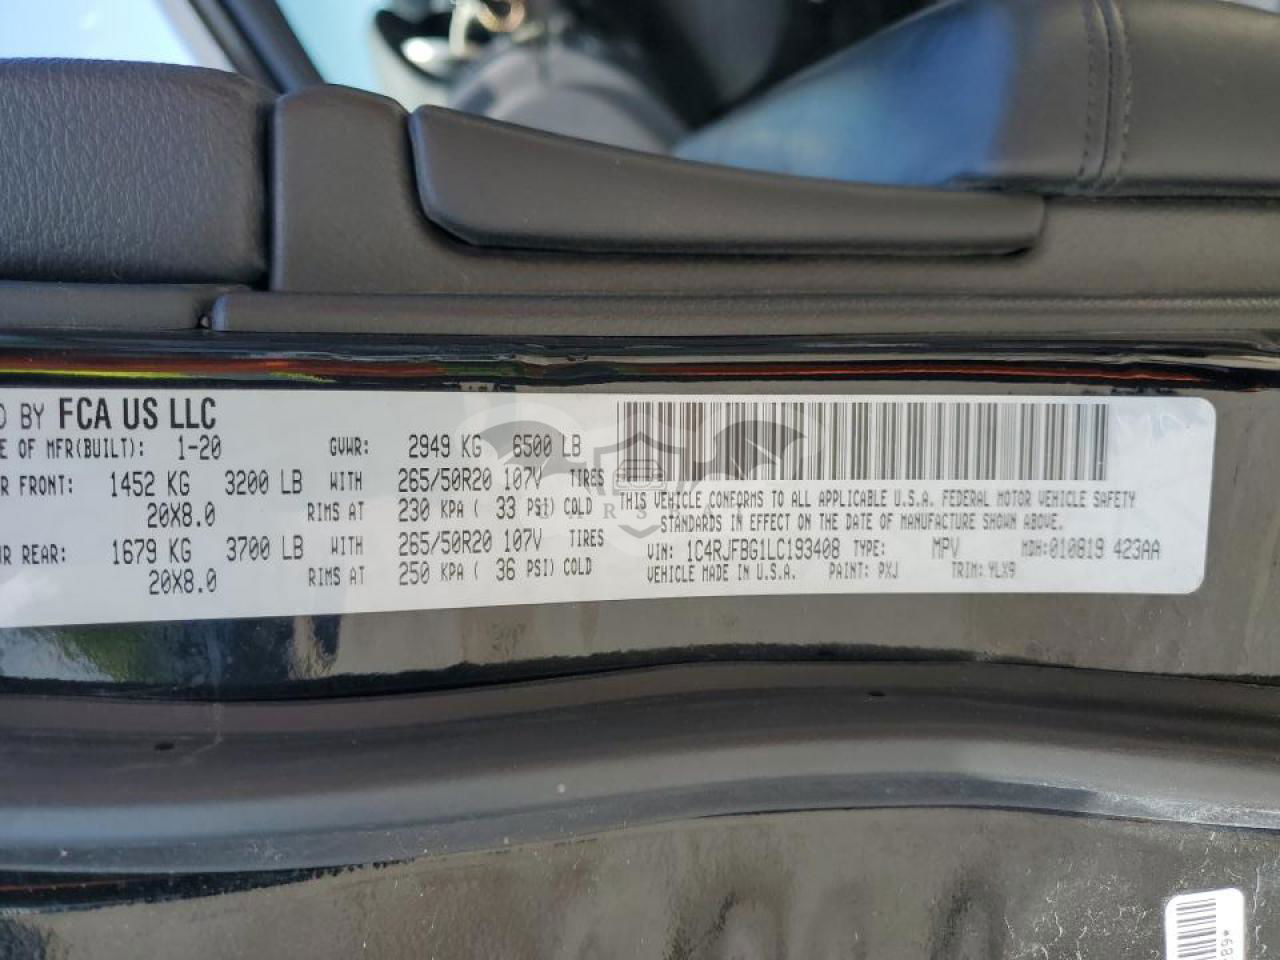 D BY FCA US LLC
E OF MFR(BUILT): 1-20 GVWR: 2949 KG 6500 LB
R FRONT: 1452 KG 3200 LB WITH 265/50R20 107V TIRES
20X8.0 RIMS AT 230 KPA ( 33 PSI) COLD
R REAR: 1679 KG 3700 LB WITH 265/50R20 107V TIRES
20X8.0 RIMS AT 250 KPA ( 36 PSI) COLD
THIS VEHICLE CONFORMS TO ALL APPLICABLE U.S.A. FEDERAL MOTOR VEHICLE SAFETY
STANDARDS IN EFFECT ON THE DATE OF MANUFACTURE SHOWN ABOVE.
VIN: 1C4RJFBG1LC193408 TYPE: MPV MDH:010819 423AA
VEHICLE MADE IN U.S.A. PAINT: PXJ TRIM: YLX9